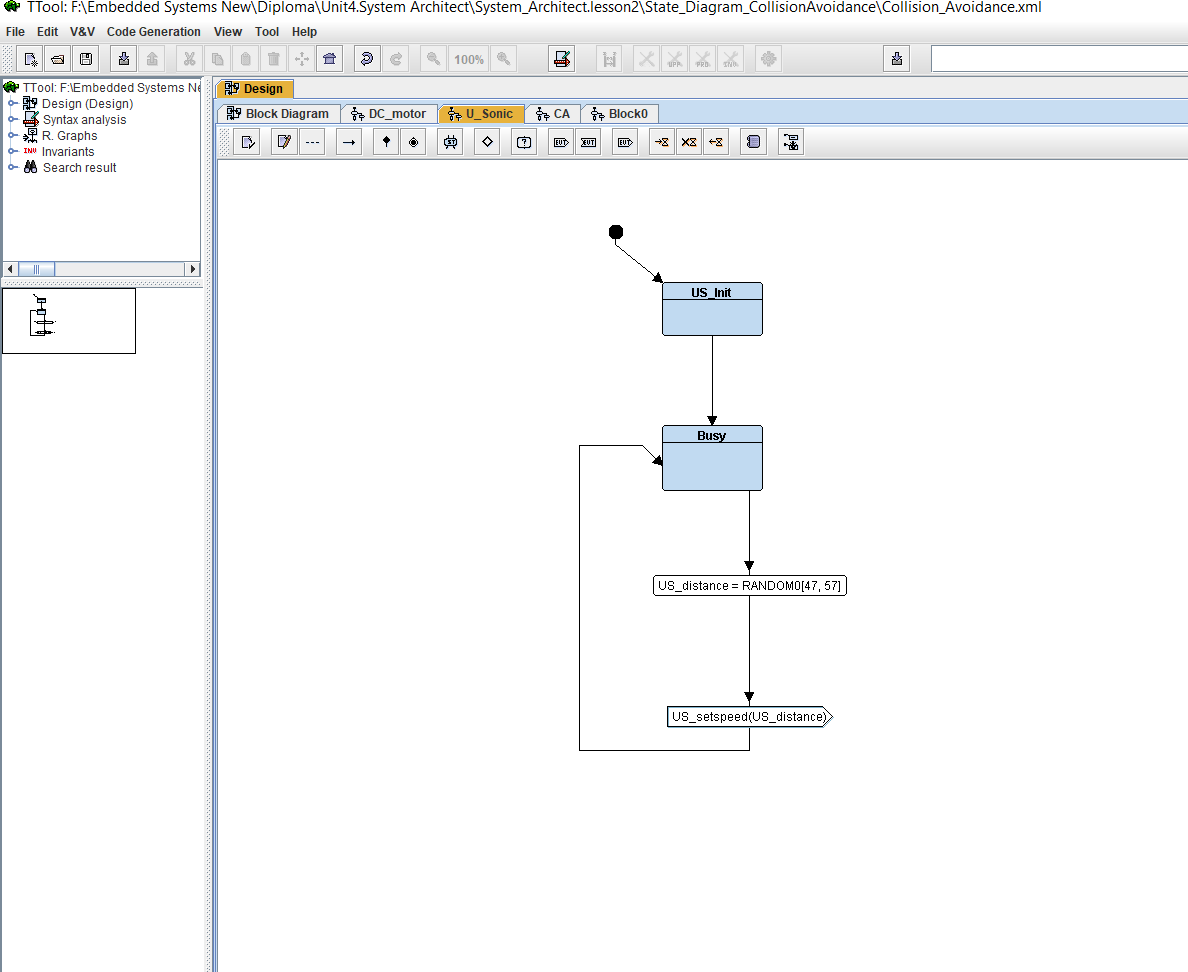 TTool: F:\Embedded Systems New\Diploma\Unit4.System Architect\System_Architect.lesson2\State_Diagram_CollisionAvoidance\Collision_Avoidance.xml
File Edit V&V Code Generation View Tool Help
100%
TTool: F:\Embedded Systems Ne
Design (Design)
Syntax analysis
R. Graphs
INV Invariants
Search result
Design
Block Diagram DC_motor U_Sonic CA Block0
US_Init
Busy
US_distance = RANDOM0[47, 57]
US_setspeed(US_distance)